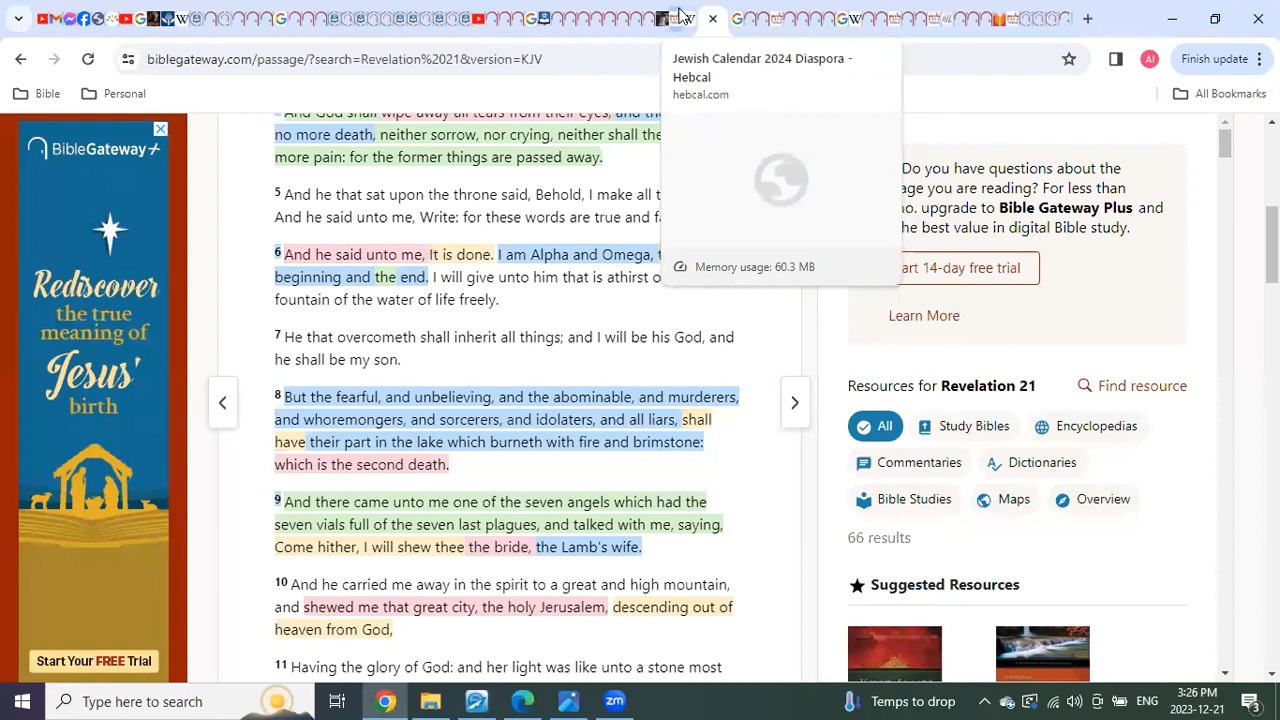 biblegateway.com/passage/?search=Revelation%2021&version=KJV
AI
Finish update
Bible
Personal
All Bookmarks
Jewish Calendar 2024 Diaspora -
Hebcal
hebcal.com
Memory usage: 60.3 MB
BibleGateway+
Rediscover
the true
meaning of
Jesus'
birth
Start Your FREE Trial
And God shall wipe away all tears from their eyes, and
no more death, neither sorrow, nor crying, neither shall
more pain: for the former things are passed away.
5 And he that sat upon the throne said, Behold, I make all
And he said unto me, Write: for these words are true and
6 And he said unto me, It is done. I am Alpha and Omega,
beginning and the end. I will give unto him that is athirst
fountain of the water of life freely.
7 He that overcometh shall inherit all things; and I will be his God, and
he shall be my son.
8 But the fearful, and unbelieving, and the abominable, and murderers,
and whoremongers, and sorcerers, and idolaters, and all liars, shall
have their part in the lake which burneth with fire and brimstone:
which is the second death.
9 And there came unto me one of the seven angels which had the
seven vials full of the seven last plagues, and talked with me, saying,
Come hither, I will shew thee the bride, the Lamb's wife.
10 And he carried me away in the spirit to a great and high mountain,
and shewed me that great city, the holy Jerusalem, descending out of
heaven from God,
11 Having the glory of God: and her light was like unto a stone most
Do you have questions about the
age you are reading? For less
no. upgrade to Bible Gateway Plus and
the best value in digital Bible study.
art 14-day free trial
Learn More
Resources for Revelation 21
Find resource
All
Study Bibles
Encyclopedias
Commentaries
Dictionaries
Bible Studies
Maps
Overview
66 results
Suggested Resources
Type here to search
Temps to drop
ENG
3:26 PM
2023-12-21
3